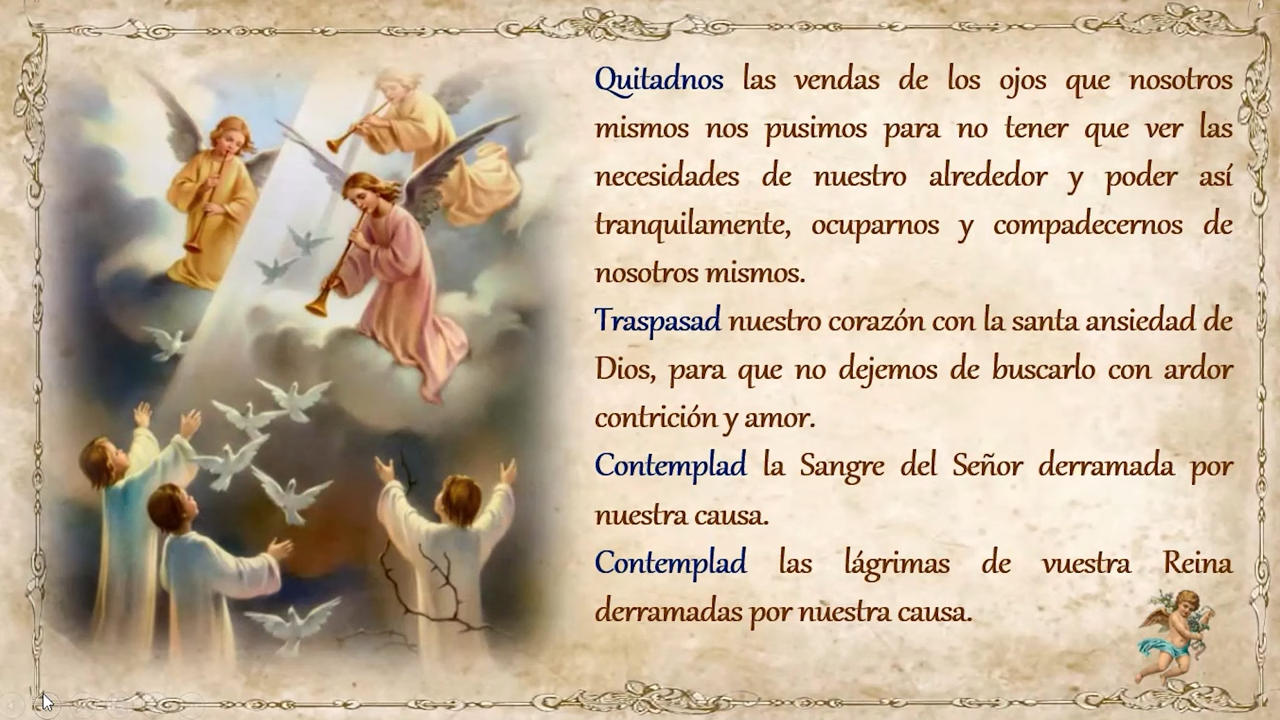 Quitadnos las vendas de los ojos que nosotros
mismos nos pusimos para no tener que ver las
necesidades de nuestro alrededor y poder así
tranquilamente, ocuparnos y compadecernos de
nosotros mismos.
Traspasad nuestro corazón con la santa ansiedad de
Dios, para que no dejemos de buscarlo con ardor
contrición y amor.
Contemplad la Sangre del Señor derramada por
nuestra causa.
Contemplad las lágrimas de vuestra Reina
derramadas por nuestra causa.